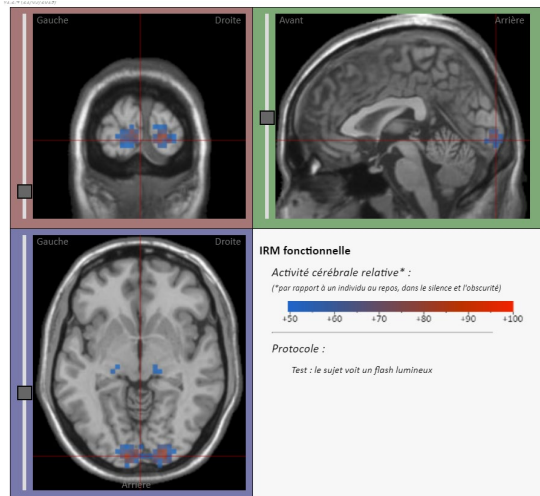 Gauche Droite
Avant Arrière
Gauche Droite
Arrière
IRM fonctionnelle
Activité cérébrale relative* :
(*par rapport à un individu au repos, dans le silence et l'obscurité)
+50 +60 +70 +80 +90 +100
Protocole :
Test : le sujet voit un flash lumineux